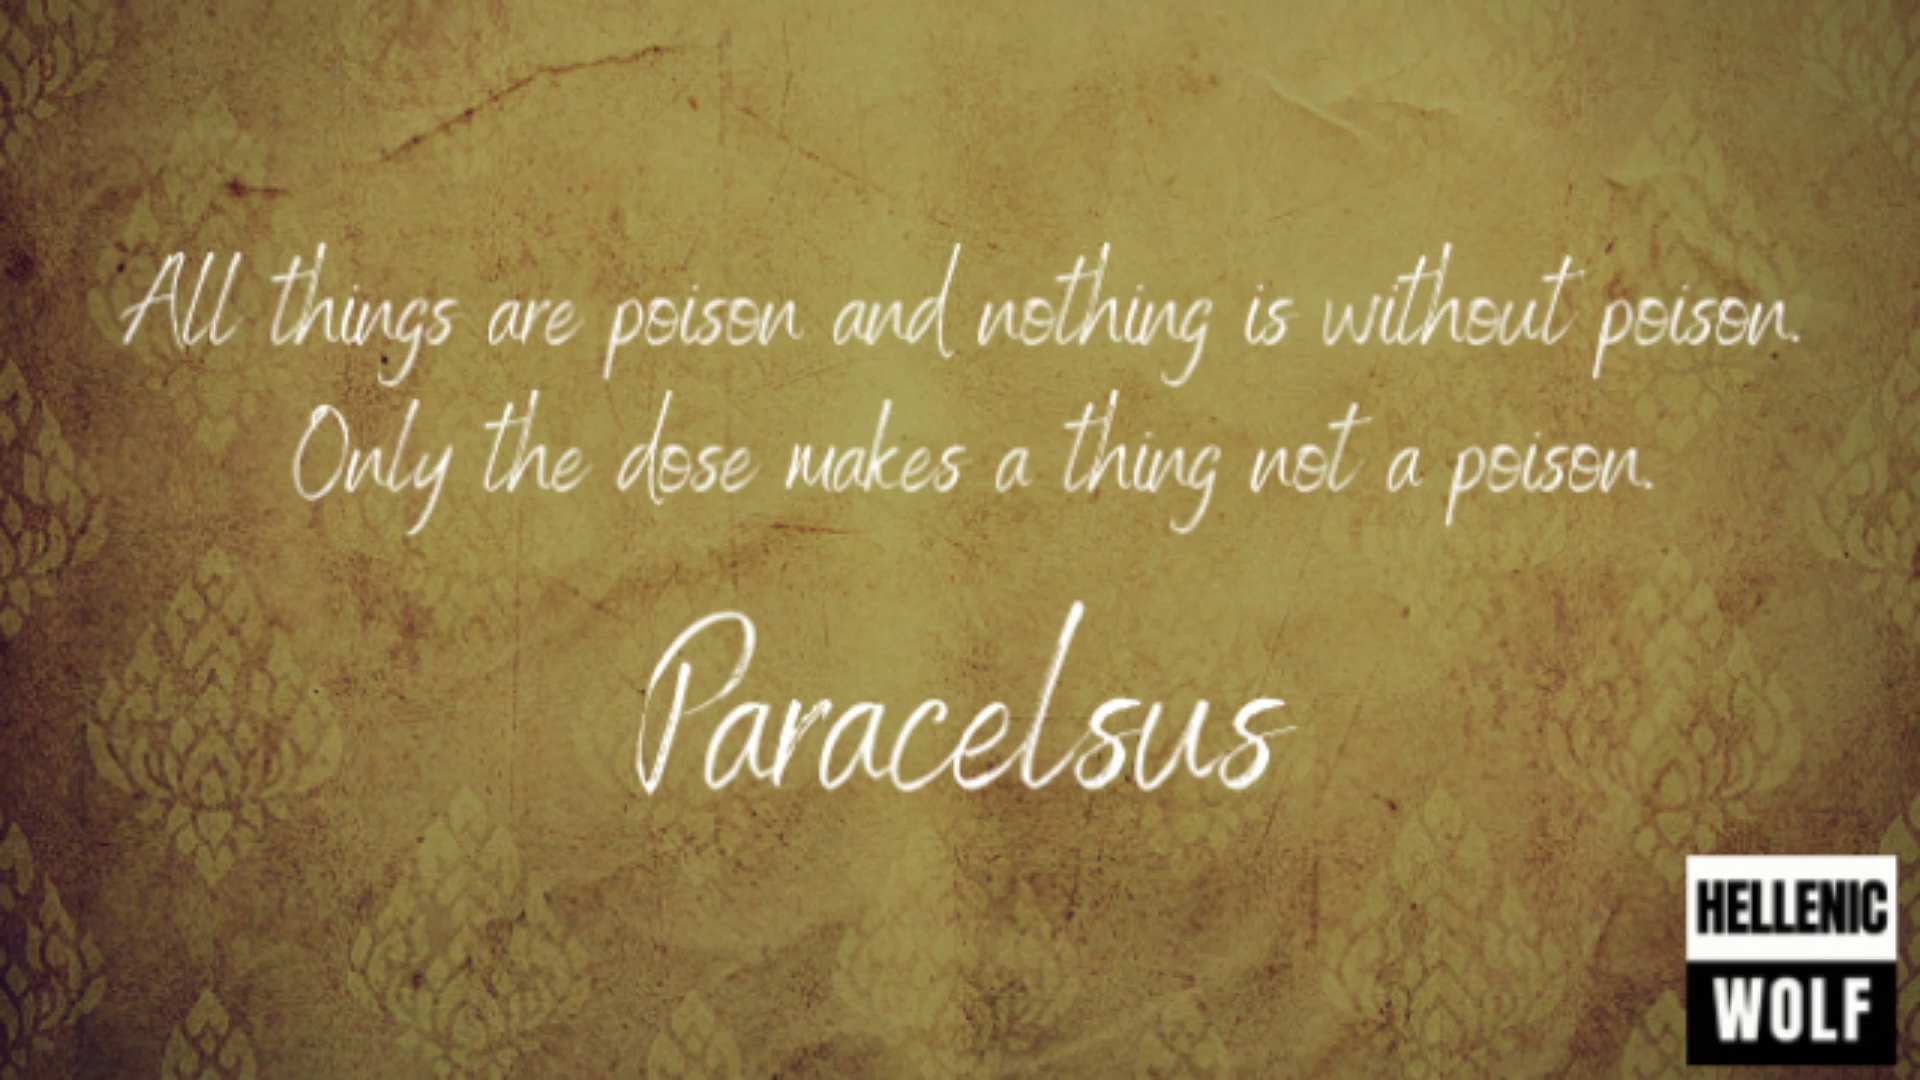 All things are poison and nothing is without poison.
Only the dose makes a thing not a poison.
Paracelsus
HELLENIC
WOLF